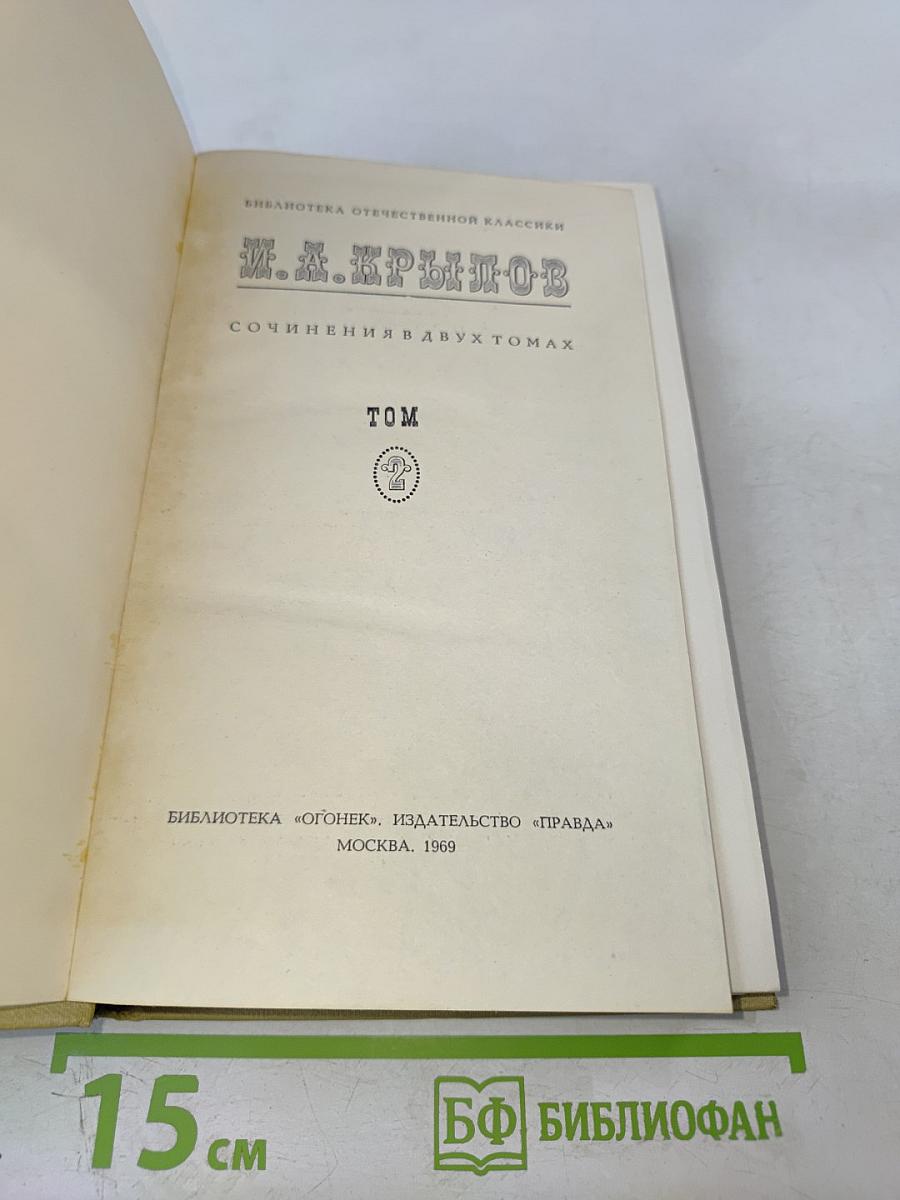 БИБЛИОТЕКА ОТЕЧЕСТВЕННОЙ КЛАССИКИ
И.А.КРЫЛОВ
СОЧИНЕНИЯ В ДВУХ ТОМАХ
ТОМ
2
БИБЛИОТЕКА «ОГОНЕК». ИЗДАТЕЛЬСТВО «ПРАВДА»
МОСКВА. 1969
15 см
БФ БИБЛИОФАН